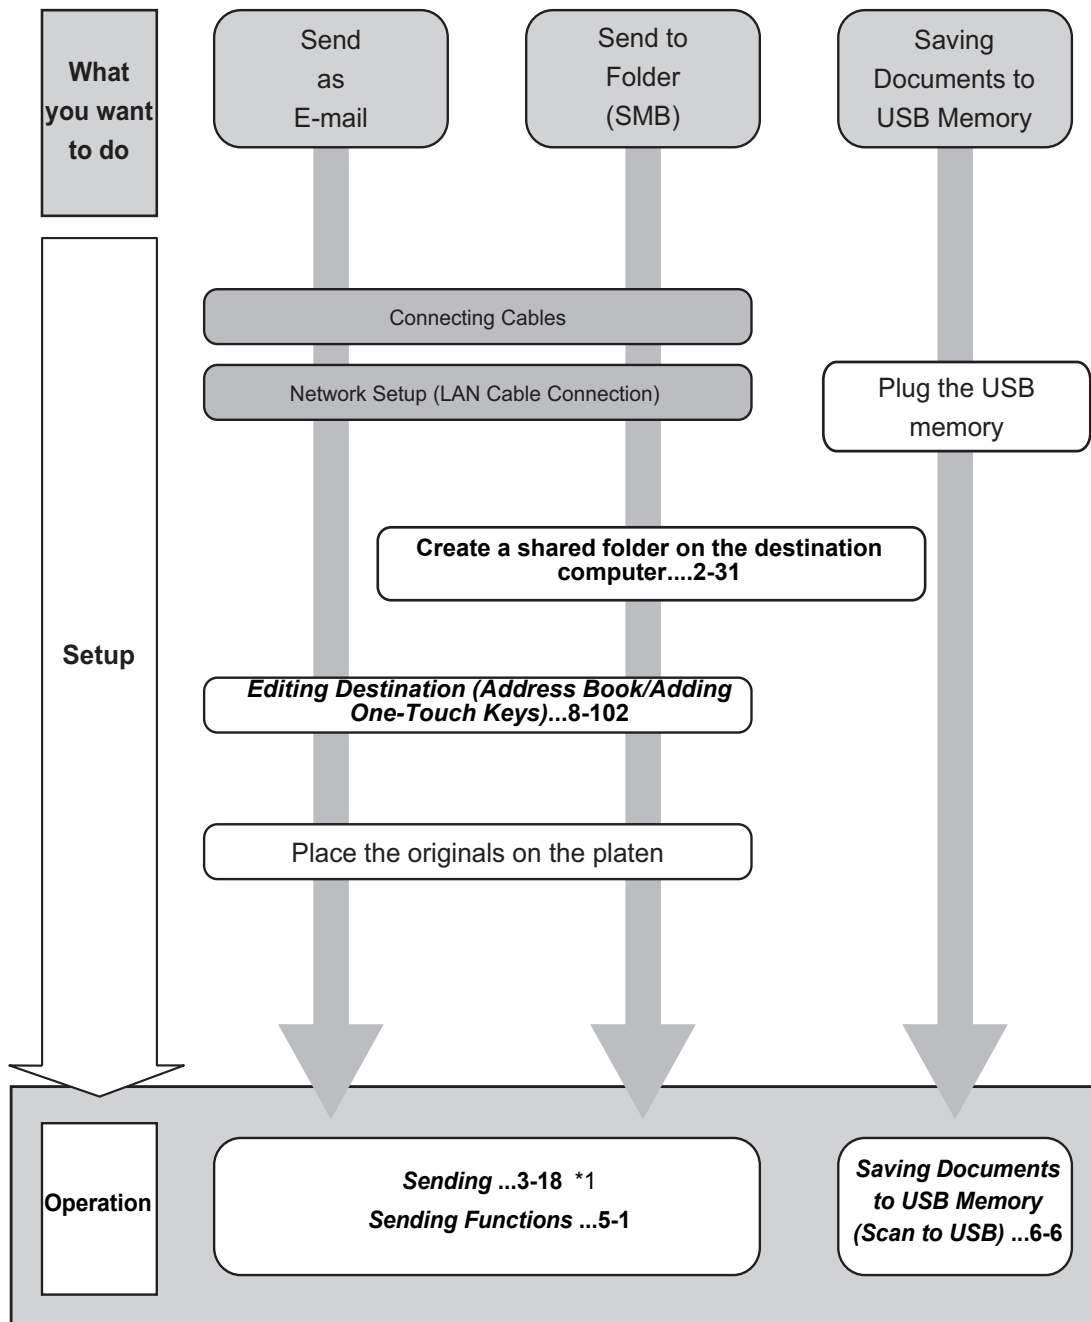 What
you want
to do
Send
as
E-mail
Send to
Folder
(SMB)
Saving
Documents to
USB Memory
Connecting Cables
Network Setup (LAN Cable Connection)
Plug the USB
memory
Create a shared folder on the destination
computer....2-31
Setup
Editing Destination (Address Book/Adding
One-Touch Keys)...8-102
Place the originals on the platen
Operation
Sending ...3-18 *1
Sending Functions ...5-1
Saving Documents
to USB Memory
(Scan to USB) ...6-6